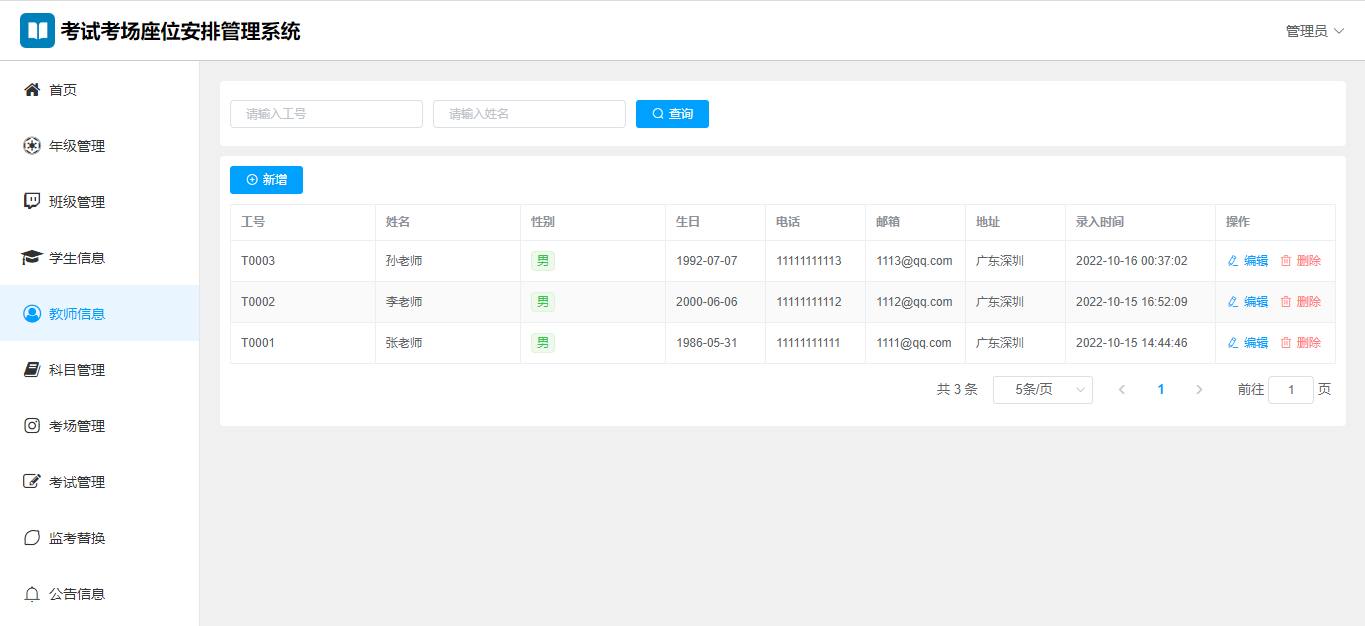 考试考场座位安排管理系统
管理员
首页
年级管理
班级管理
学生信息
教师信息
科目管理
考场管理
考试管理
监考替换
公告信息
请输入工号 请输入姓名 查询
新增
工号 姓名 性别 生日 电话 邮箱 地址 录入时间 操作
T0003 孙老师 男 1992-07-07 11111111113 1113@qq.com 广东深圳 2022-10-16 00:37:02 编辑 删除
T0002 李老师 男 2000-06-06 11111111112 1112@qq.com 广东深圳 2022-10-15 16:52:09 编辑 删除
T0001 张老师 男 1986-05-31 11111111111 1111@qq.com 广东深圳 2022-10-15 14:44:46 编辑 删除
共 3 条 5条/页 1 前往 1 页